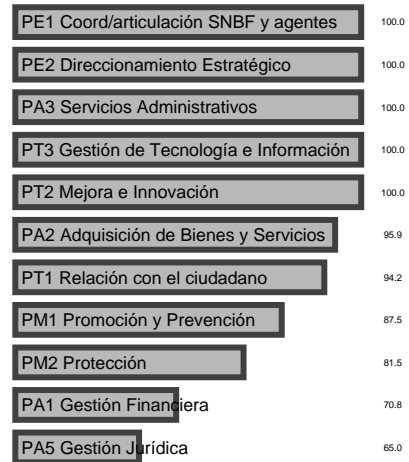 PE1 Coord/articulación SNBF y agentes 100.0
PE2 Direccionamiento Estratégico 100.0
PA3 Servicios Administrativos 100.0
PT3 Gestión de Tecnología e Información 100.0
PT2 Mejora e Innovación 100.0
PA2 Adquisición de Bienes y Servicios 95.9
PT1 Relación con el ciudadano 94.2
PM1 Promoción y Prevención 87.5
PM2 Protección 81.5
PA1 Gestión Financiera 70.8
PA5 Gestión Jurídica 65.0